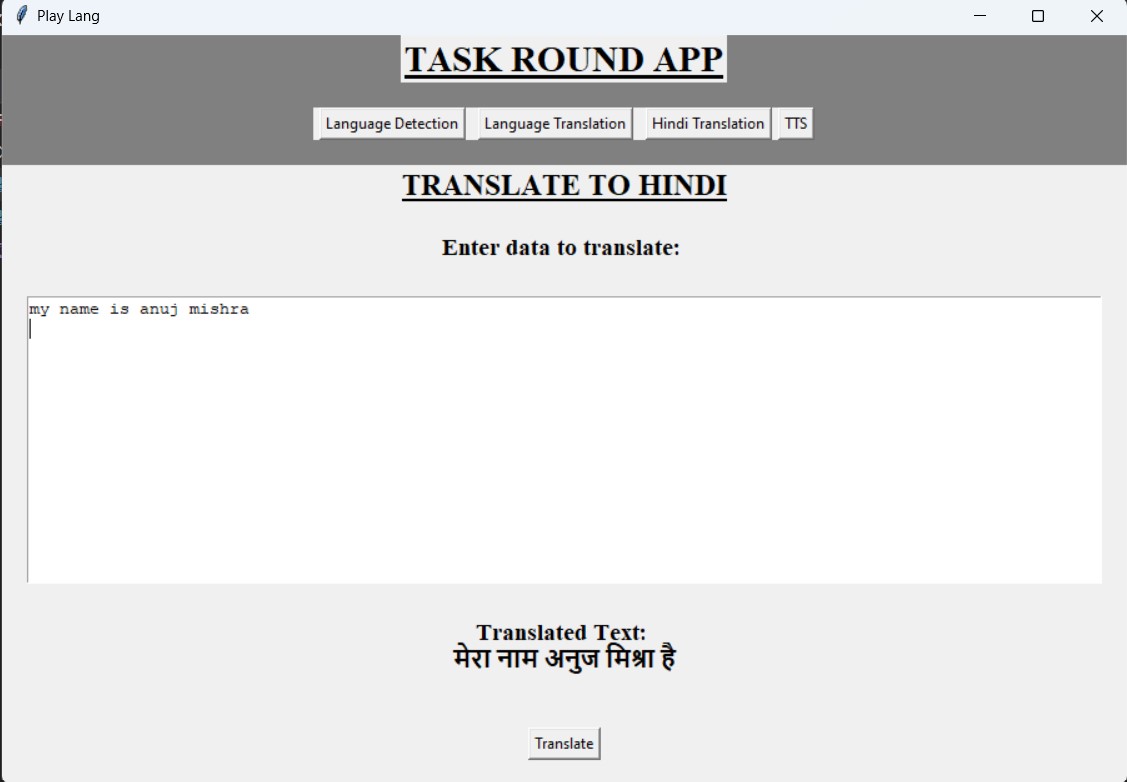 Play Lang
TASK ROUND APP
Language Detection Language Translation Hindi Translation TTS
TRANSLATE TO HINDI
Enter data to translate:
my name is anuj mishra
Translated Text:
मेरा नाम अनुज मिश्रा है
Translate